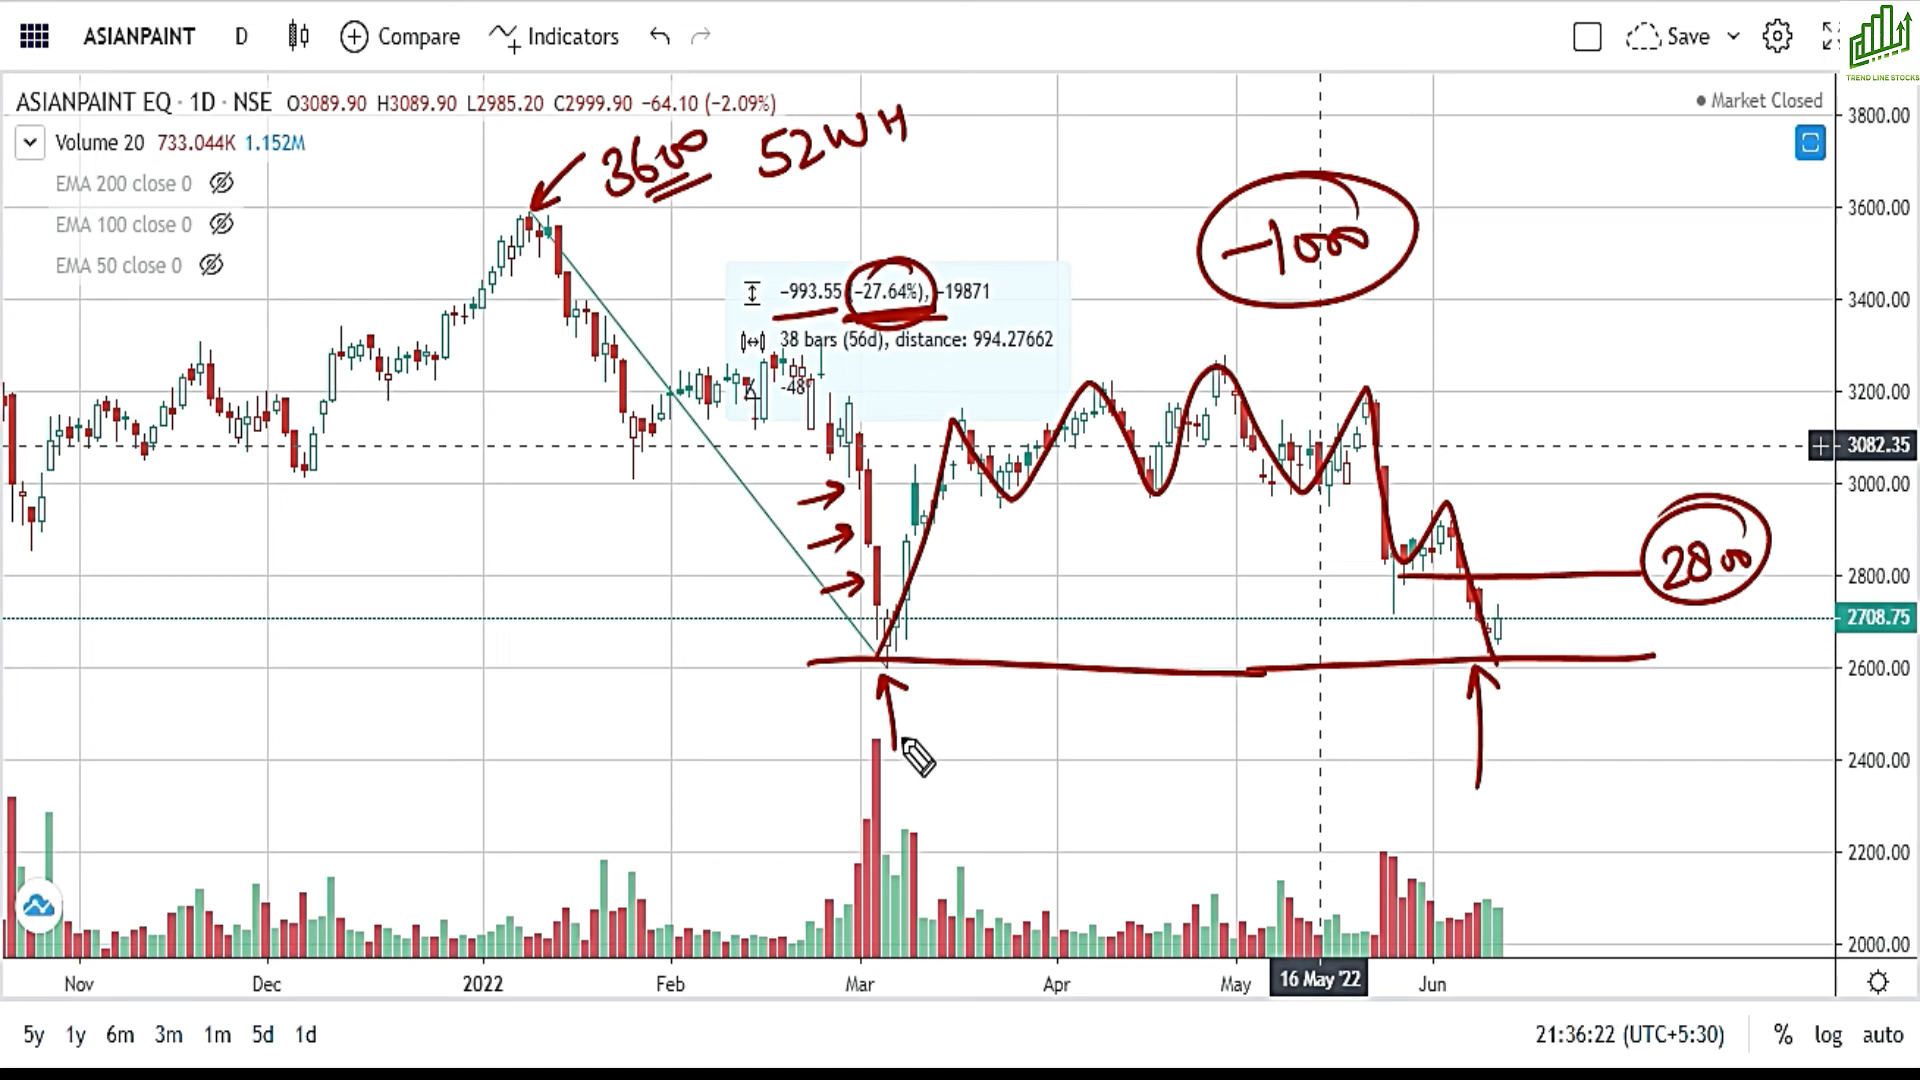 ASIANPAINT D Compare Indicators Save
TREND LINE STOCKS
ASIANPAINT EQ · 1D · NSE O3089.90 H3089.90 L2985.20 C2999.90 −64.10 (−2.09%)
Market Closed
Volume 20 733.044K 1.152M
EMA 200 close 0
EMA 100 close 0
EMA 50 close 0
3600 52WH
-1000
−993.55 (−27.64%), −19871
38 bars (56d), distance: 994.27662
-48°
2800
3800.00
3600.00
3400.00
3200.00
3082.35
3000.00
2800.00
2708.75
2600.00
2400.00
2200.00
2000.00
Nov Dec 2022 Feb Mar Apr May 16 May '22 Jun
5y 1y 6m 3m 1m 5d 1d 21:36:22 (UTC+5:30) % log auto